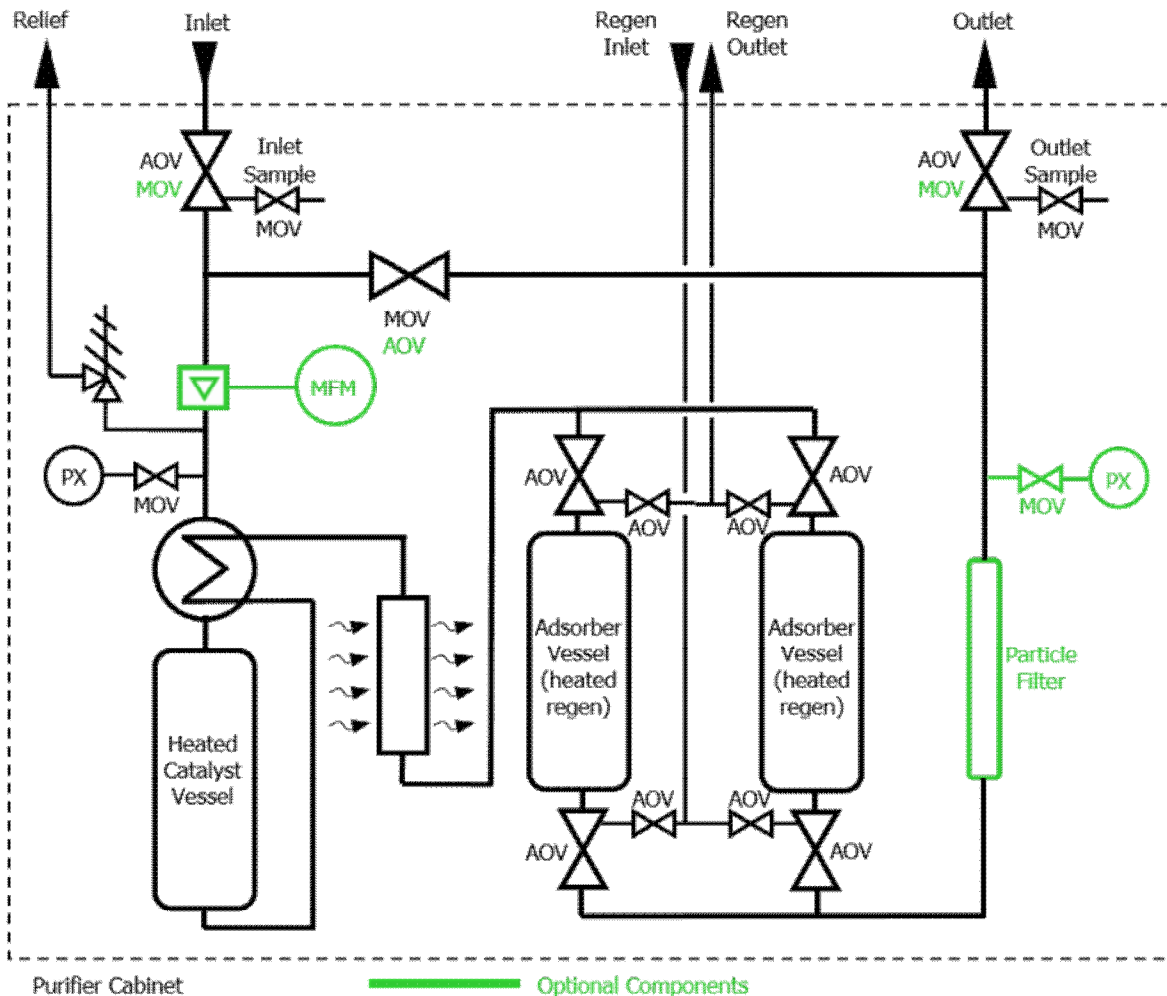 Relief
Inlet
Regen
Inlet
Regen
Outlet
Outlet
AOV
MOV
Inlet
Sample
MOV
AOV
MOV
Outlet
Sample
MOV
MOV
AOV
MFM
PX
MOV
AOV
AOV
AOV
AOV
MOV
PX
Adsorber
Vessel
(heated
regen)
Adsorber
Vessel
(heated
regen)
Particle
Filter
Heated
Catalyst
Vessel
AOV
AOV
AOV
AOV
Purifier Cabinet
Optional Components